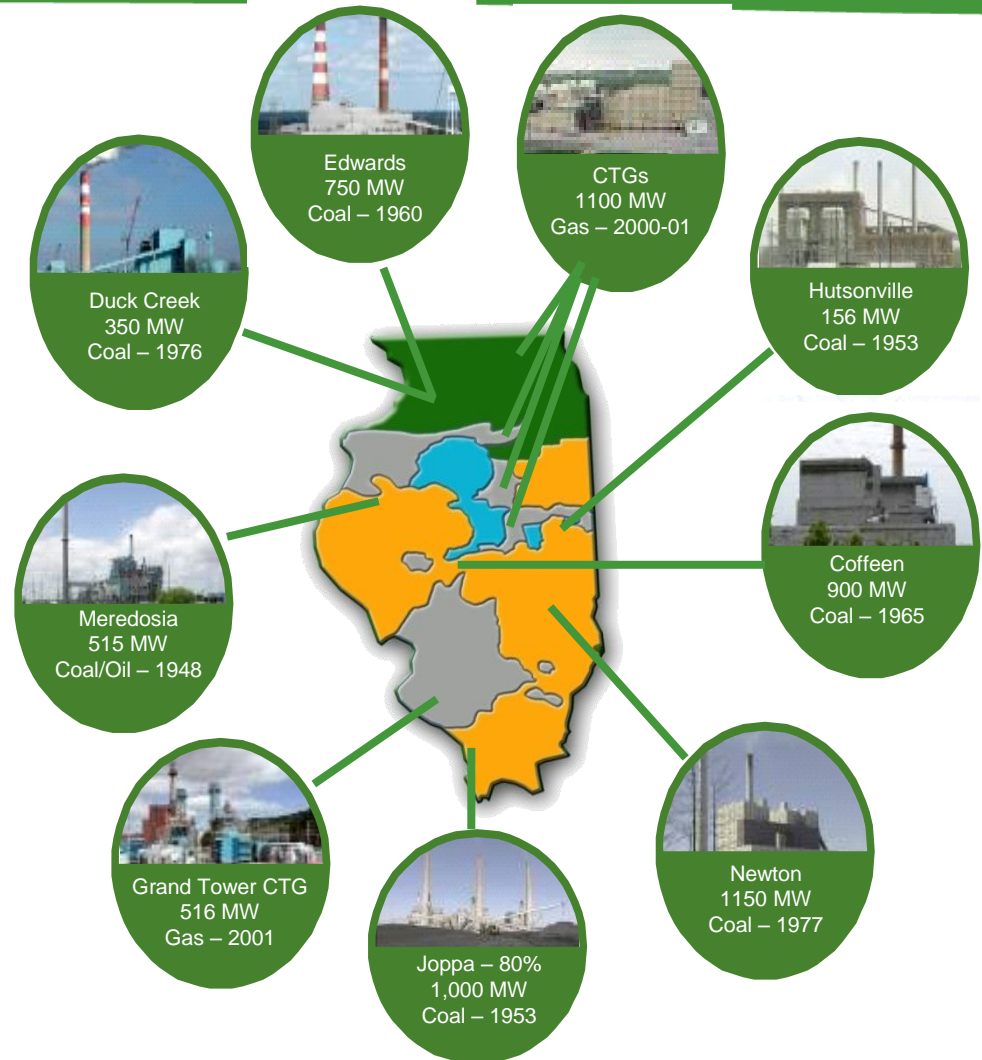 Edwards
750 MW
Coal – 1960
CTGs
1100 MW
Gas – 2000-01
Duck Creek
350 MW
Coal – 1976
Hutsonville
156 MW
Coal – 1953
Meredosia
515 MW
Coal/Oil – 1948
Coffeen
900 MW
Coal – 1965
Grand Tower CTG
516 MW
Gas – 2001
Joppa – 80%
1,000 MW
Coal – 1953
Newton
1150 MW
Coal – 1977